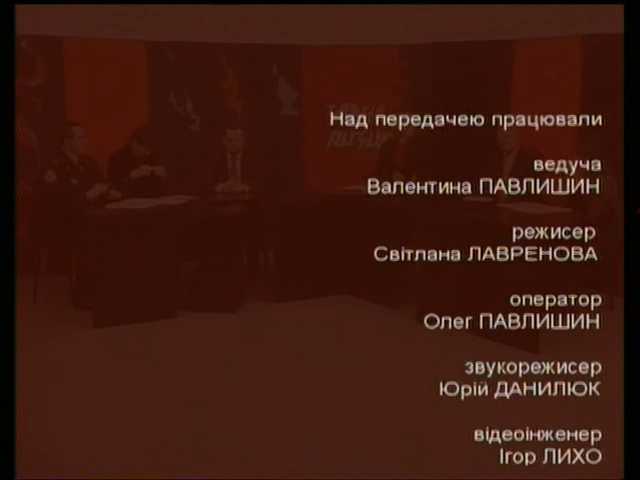 Над передачею працювали
ведуча
Валентина ПАВЛИШИН
режисер
Світлана ЛАВРЕНОВА
оператор
Олег ПАВЛИШИН
звукорежисер
Юрій ДАНИЛЮК
відеоінженер
Ігор ЛИХО